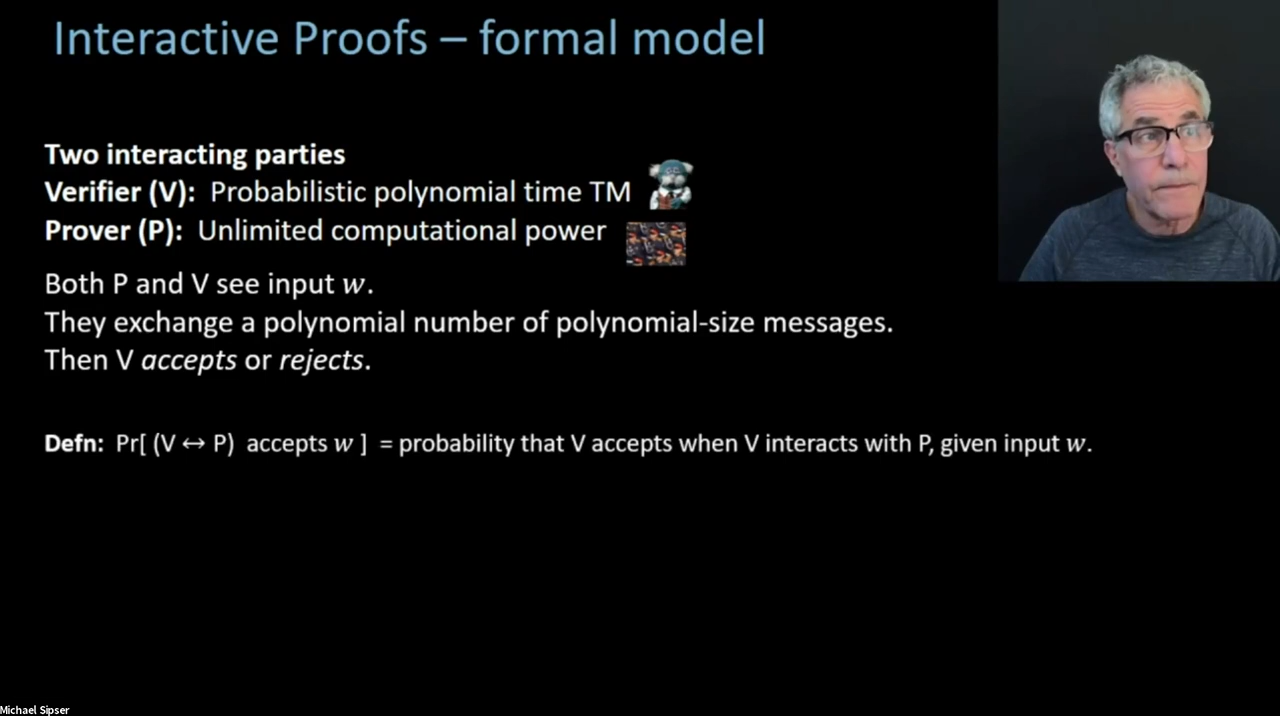 Interactive Proofs – formal model
Two interacting parties
Verifier (V): Probabilistic polynomial time TM
Prover (P): Unlimited computational power
Both P and V see input w.
They exchange a polynomial number of polynomial-size messages.
Then V accepts or rejects.
Defn: Pr[ (V ↔ P) accepts w ] = probability that V accepts when V interacts with P, given input w.
Michael Sipser